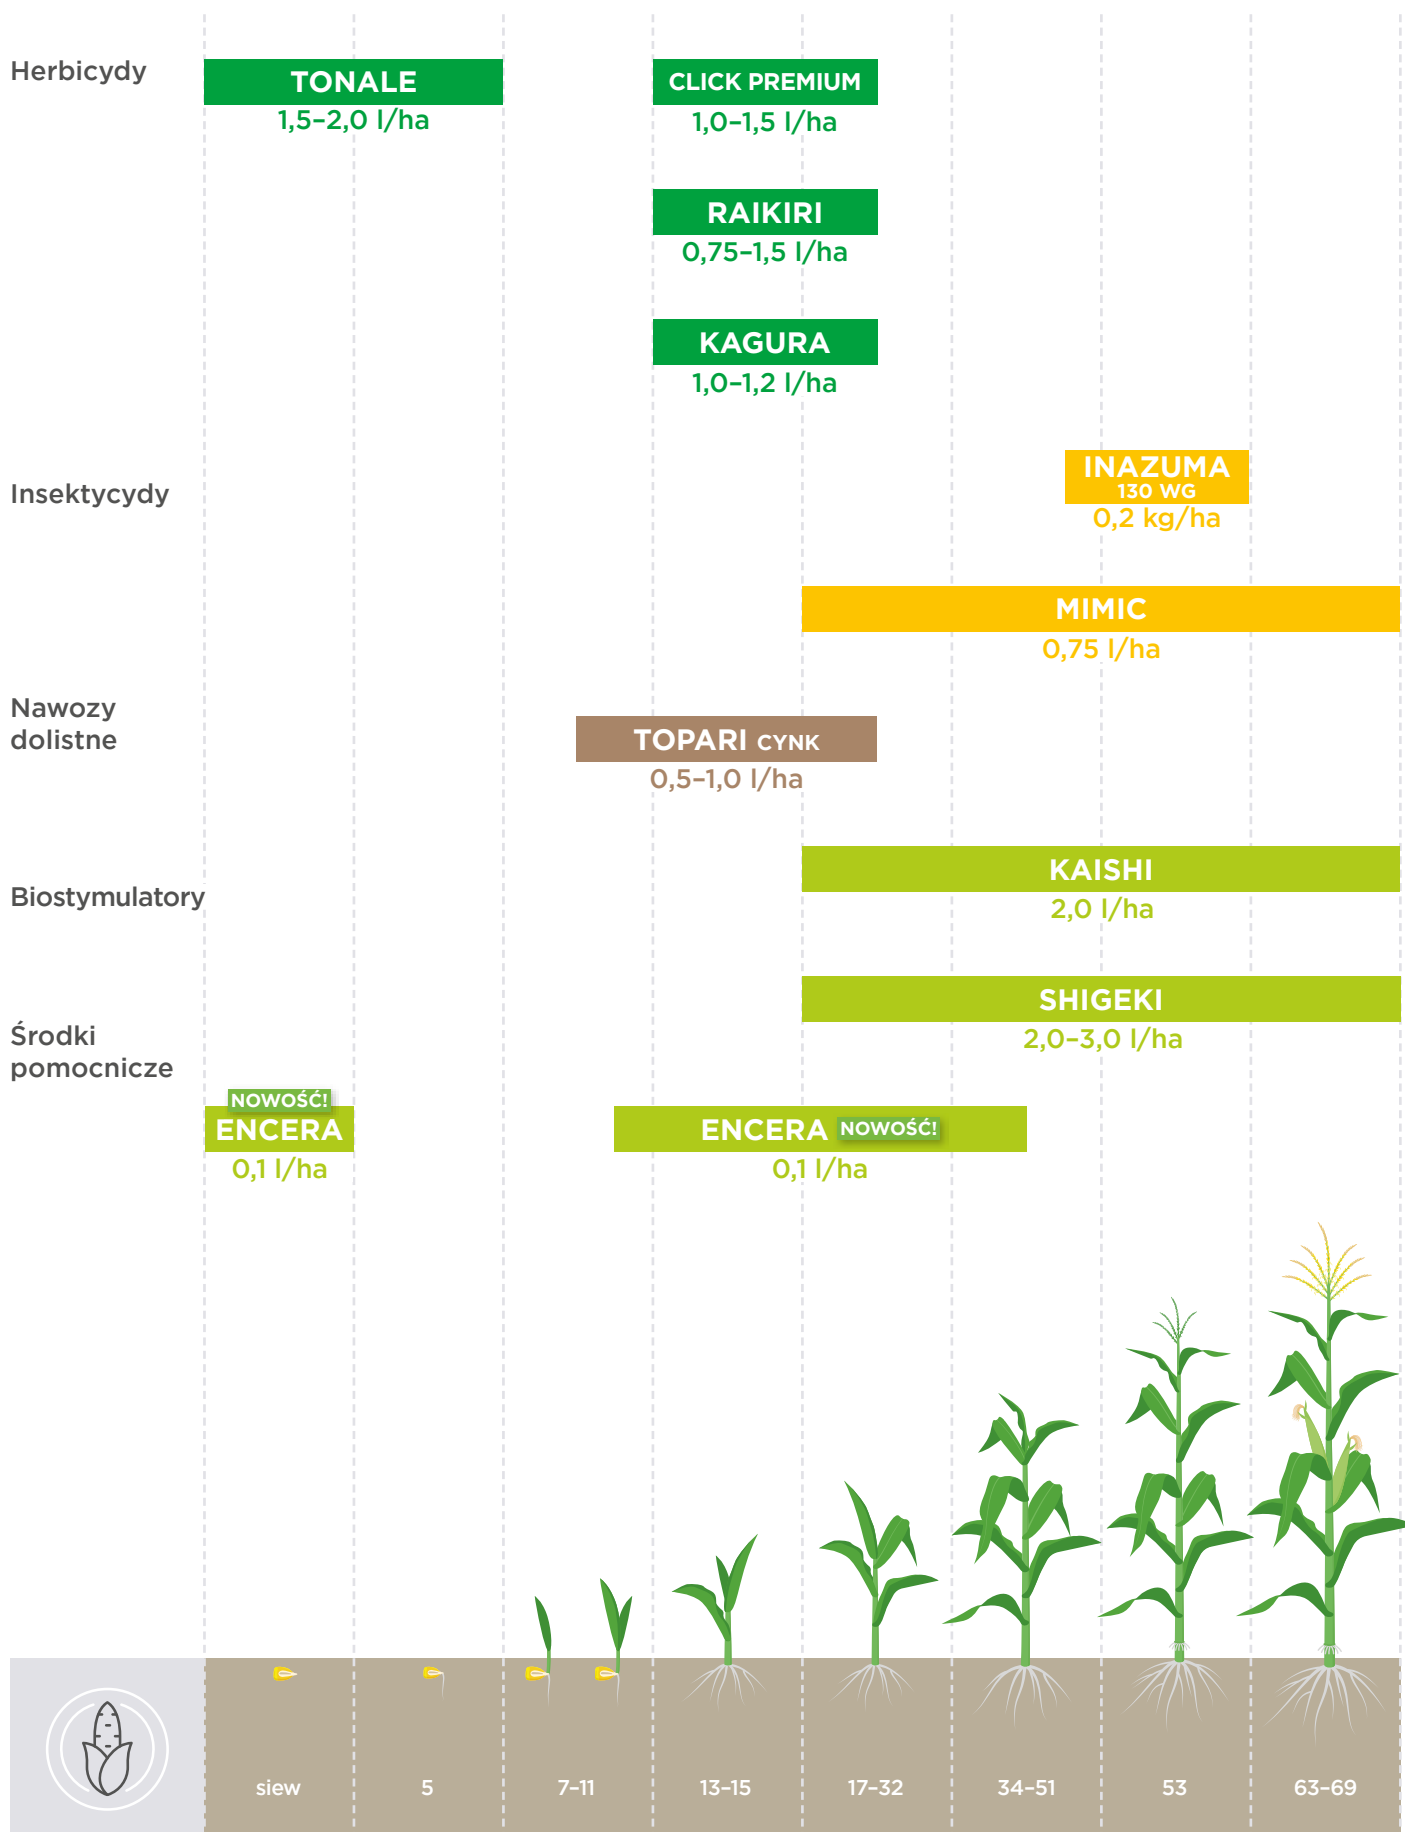 Herbicydy
TONALE
1,5–2,0 l/ha
CLICK PREMIUM
1,0–1,5 l/ha
RAIKIRI
0,75–1,5 l/ha
KAGURA
1,0–1,2 l/ha
Insektycydy
INAZUMA
130 WG
0,2 kg/ha
MIMIC
0,75 l/ha
Nawozy
dolistne
TOPARI CYNK
0,5–1,0 l/ha
Biostymulatory
KAISHI
2,0 l/ha
SHIGEKI
2,0–3,0 l/ha
Środki
pomocnicze
NOWOŚĆ!
ENCERA
0,1 l/ha
ENCERA NOWOŚĆ!
0,1 l/ha
siew
5
7–11
13–15
17–32
34–51
53
63–69